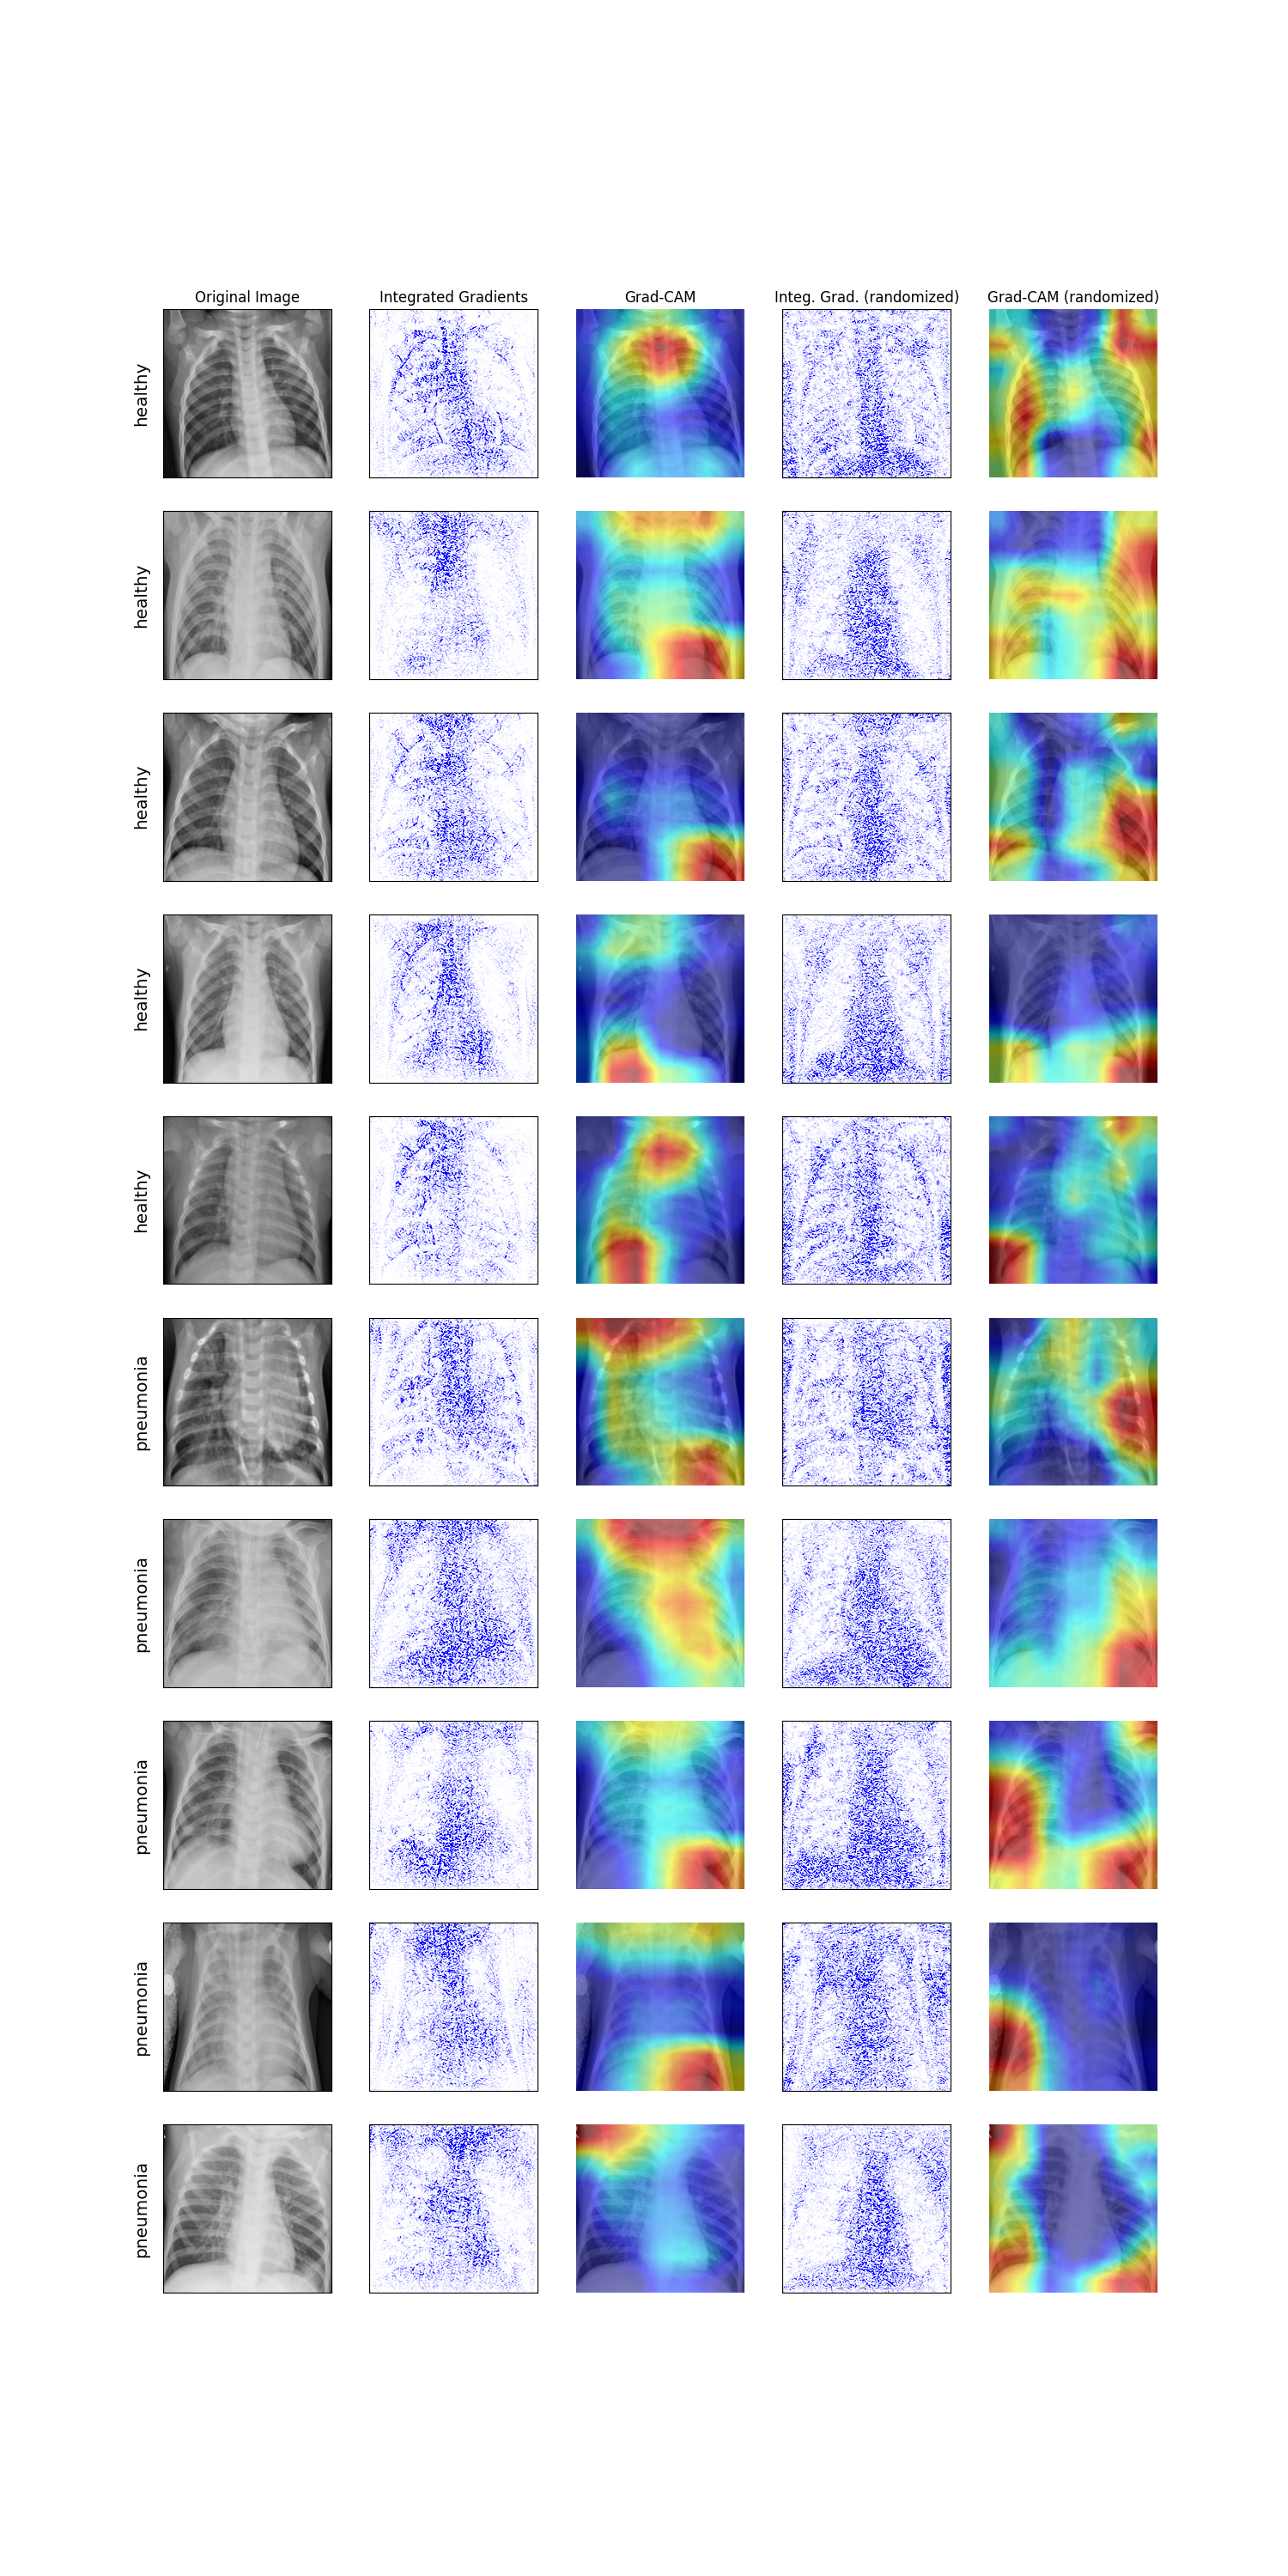 Original Image
Integrated Gradients
Grad-CAM
Integ. Grad. (randomized)
Grad-CAM (randomized)
healthy
healthy
healthy
healthy
healthy
pneumonia
pneumonia
pneumonia
pneumonia
pneumonia